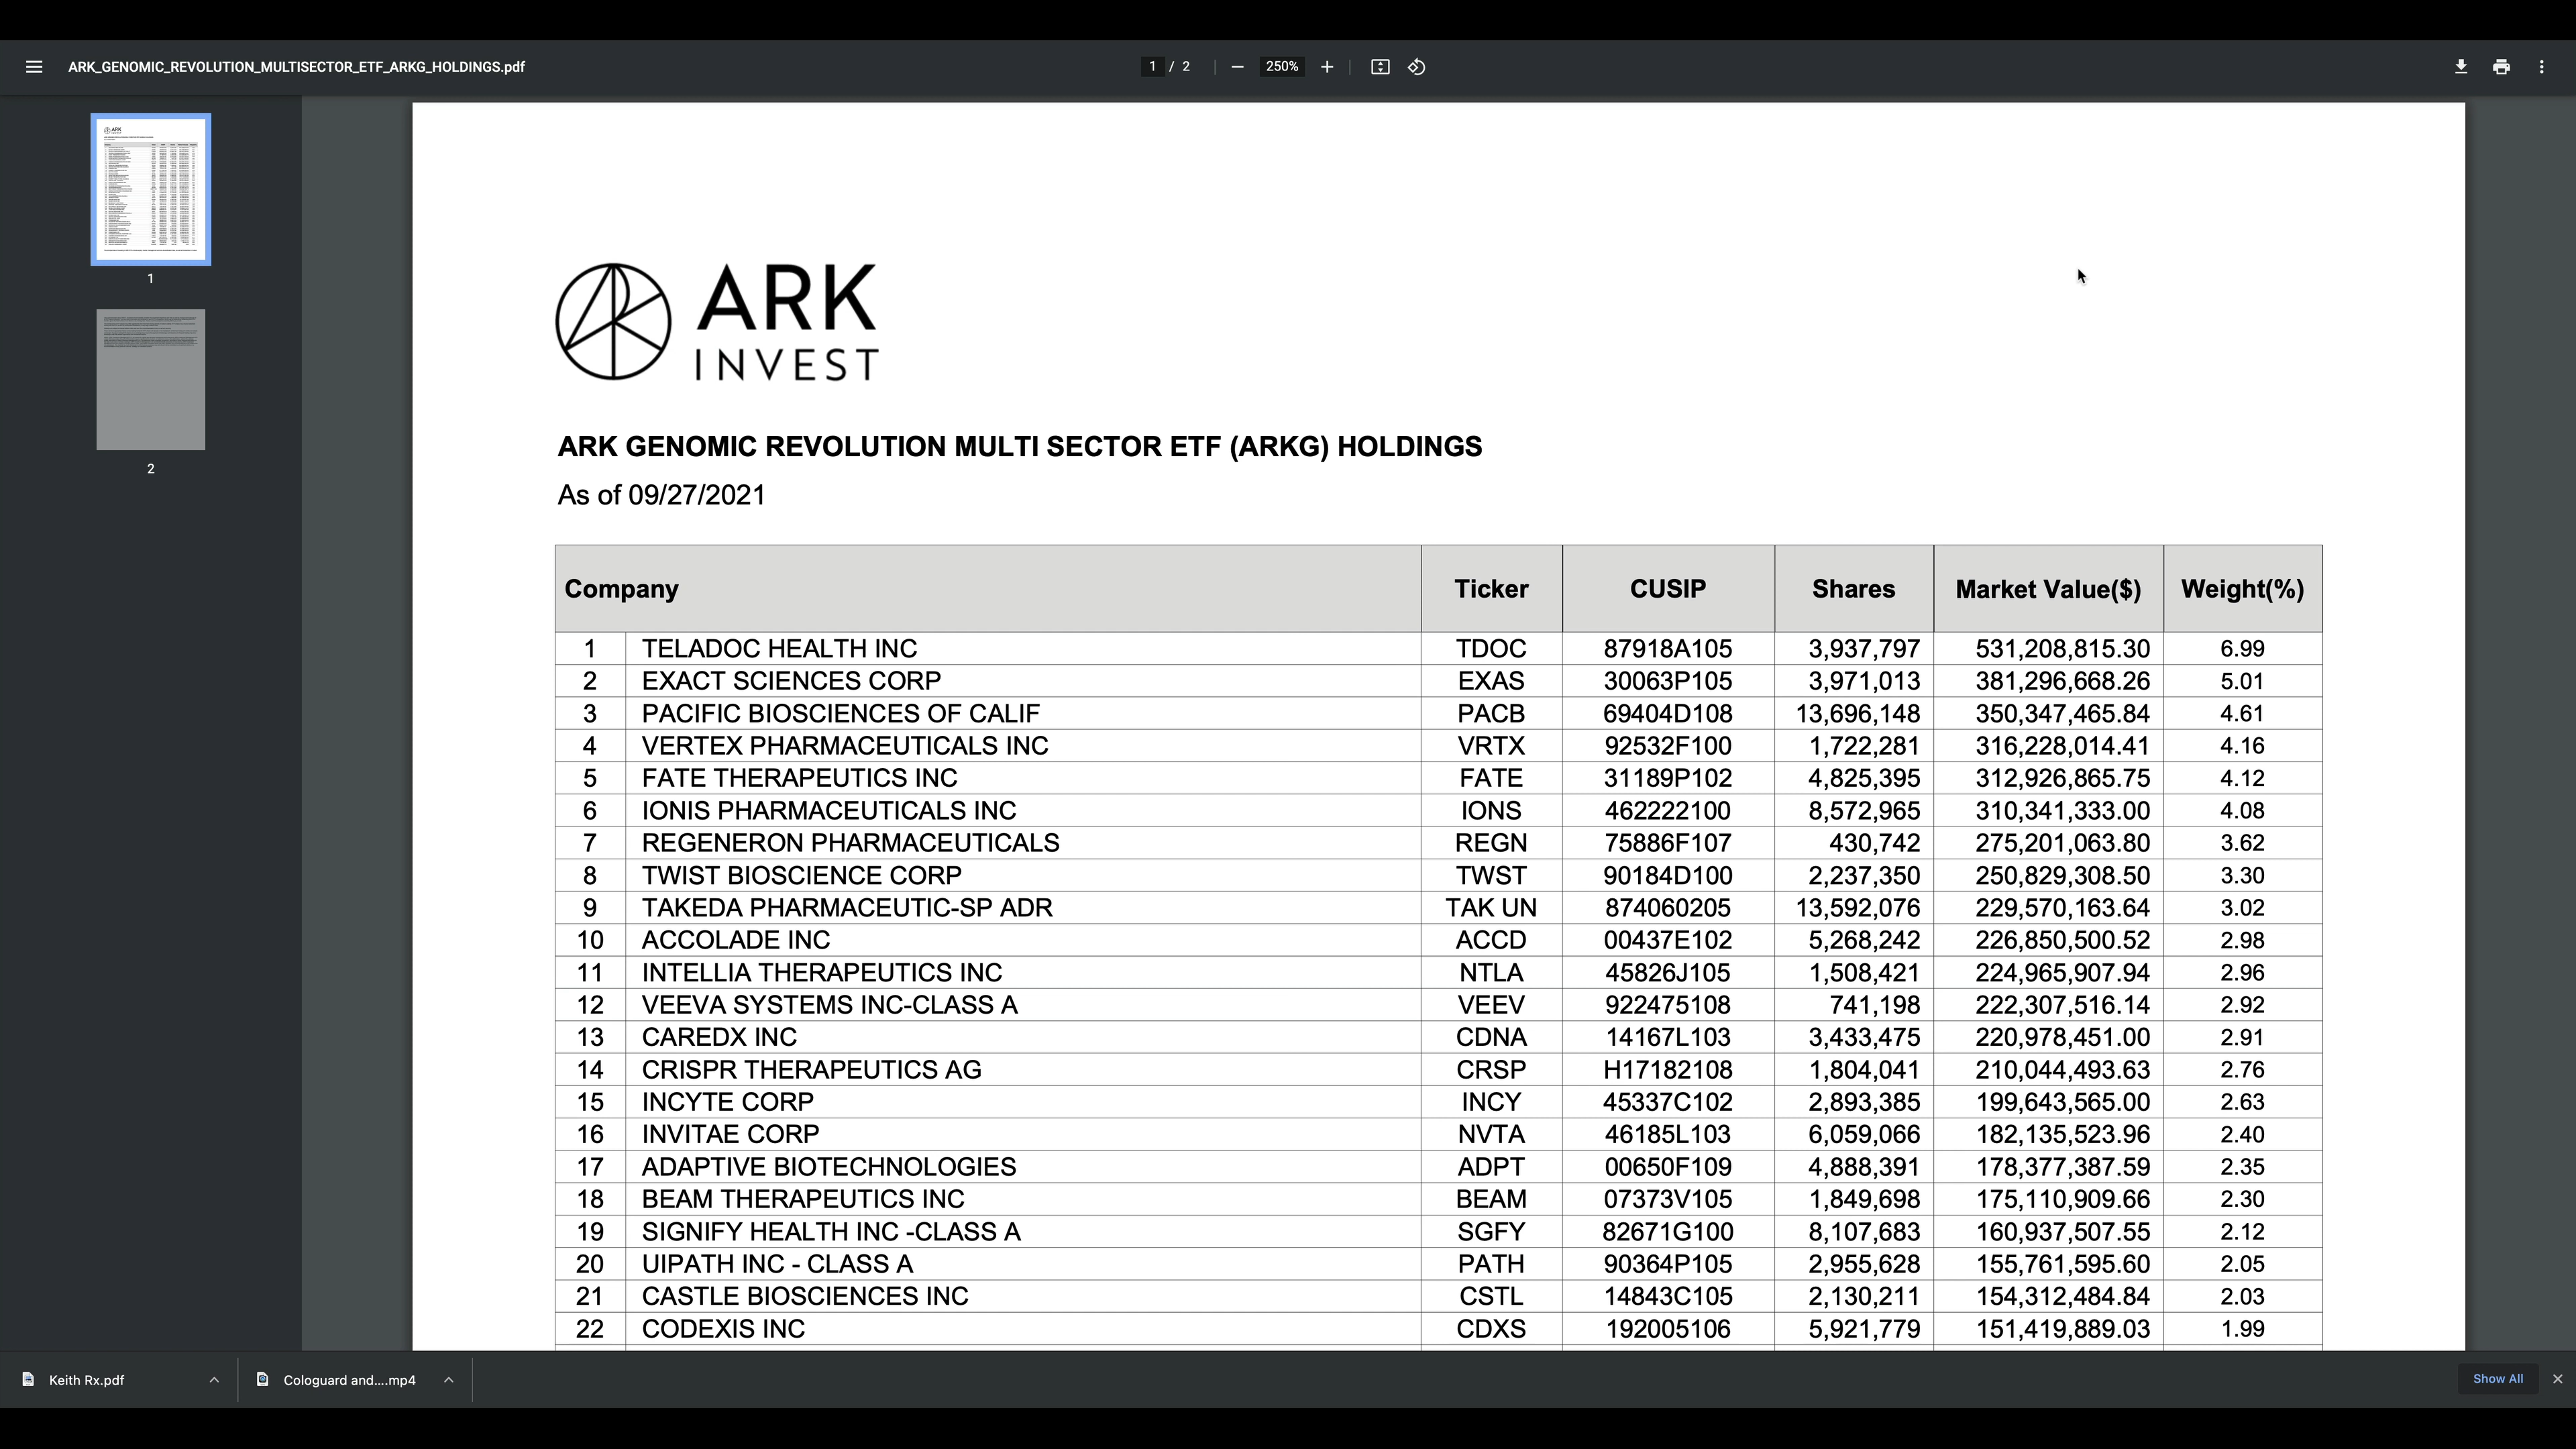 ARK_GENOMIC_REVOLUTION_MULTISECTOR_ETF_ARKG_HOLDINGS.pdf 1 / 2 250%
1
2
ARK
INVEST
ARK GENOMIC REVOLUTION MULTI SECTOR ETF (ARKG) HOLDINGS
As of 09/27/2021
Company Ticker CUSIP Shares Market Value($) Weight(%)
1 TELADOC HEALTH INC TDOC 87918A105 3,937,797 531,208,815.30 6.99
2 EXACT SCIENCES CORP EXAS 30063P105 3,971,013 381,296,668.26 5.01
3 PACIFIC BIOSCIENCES OF CALIF PACB 69404D108 13,696,148 350,347,465.84 4.61
4 VERTEX PHARMACEUTICALS INC VRTX 92532F100 1,722,281 316,228,014.41 4.16
5 FATE THERAPEUTICS INC FATE 31189P102 4,825,395 312,926,865.75 4.12
6 IONIS PHARMACEUTICALS INC IONS 462222100 8,572,965 310,341,333.00 4.08
7 REGENERON PHARMACEUTICALS REGN 75886F107 430,742 275,201,063.80 3.62
8 TWIST BIOSCIENCE CORP TWST 90184D100 2,237,350 250,829,308.50 3.30
9 TAKEDA PHARMACEUTIC-SP ADR TAK UN 874060205 13,592,076 229,570,163.64 3.02
10 ACCOLADE INC ACCD 00437E102 5,268,242 226,850,500.52 2.98
11 INTELLIA THERAPEUTICS INC NTLA 45826J105 1,508,421 224,965,907.94 2.96
12 VEEVA SYSTEMS INC-CLASS A VEEV 922475108 741,198 222,307,516.14 2.92
13 CAREDX INC CDNA 14167L103 3,433,475 220,978,451.00 2.91
14 CRISPR THERAPEUTICS AG CRSP H17182108 1,804,041 210,044,493.63 2.76
15 INCYTE CORP INCY 45337C102 2,893,385 199,643,565.00 2.63
16 INVITAE CORP NVTA 46185L103 6,059,066 182,135,523.96 2.40
17 ADAPTIVE BIOTECHNOLOGIES ADPT 00650F109 4,888,391 178,377,387.59 2.35
18 BEAM THERAPEUTICS INC BEAM 07373V105 1,849,698 175,110,909.66 2.30
19 SIGNIFY HEALTH INC -CLASS A SGFY 82671G100 8,107,683 160,937,507.55 2.12
20 UIPATH INC - CLASS A PATH 90364P105 2,955,628 155,761,595.60 2.05
21 CASTLE BIOSCIENCES INC CSTL 14843C105 2,130,211 154,312,484.84 2.03
22 CODEXIS INC CDXS 192005106 5,921,779 151,419,889.03 1.99
Keith Rx.pdf Cologuard and....mp4 Show All